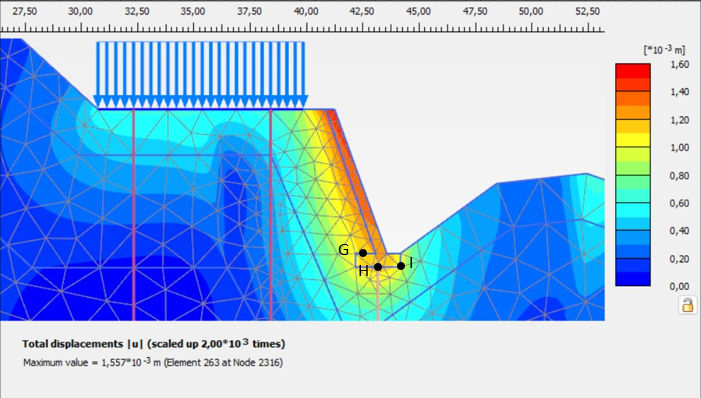 27,50 30,00 32,50 35,00 37,50 40,00 42,50 45,00 47,50 50,00 52,50
[*10 -3 m]
1,60
1,40
1,20
1,00
0,80
0,60
0,40
0,20
0,00
G
H I
Total displacements |u| (scaled up 2,00*10 3 times)
Maximum value = 1,557*10 -3 m (Element 263 at Node 2316)